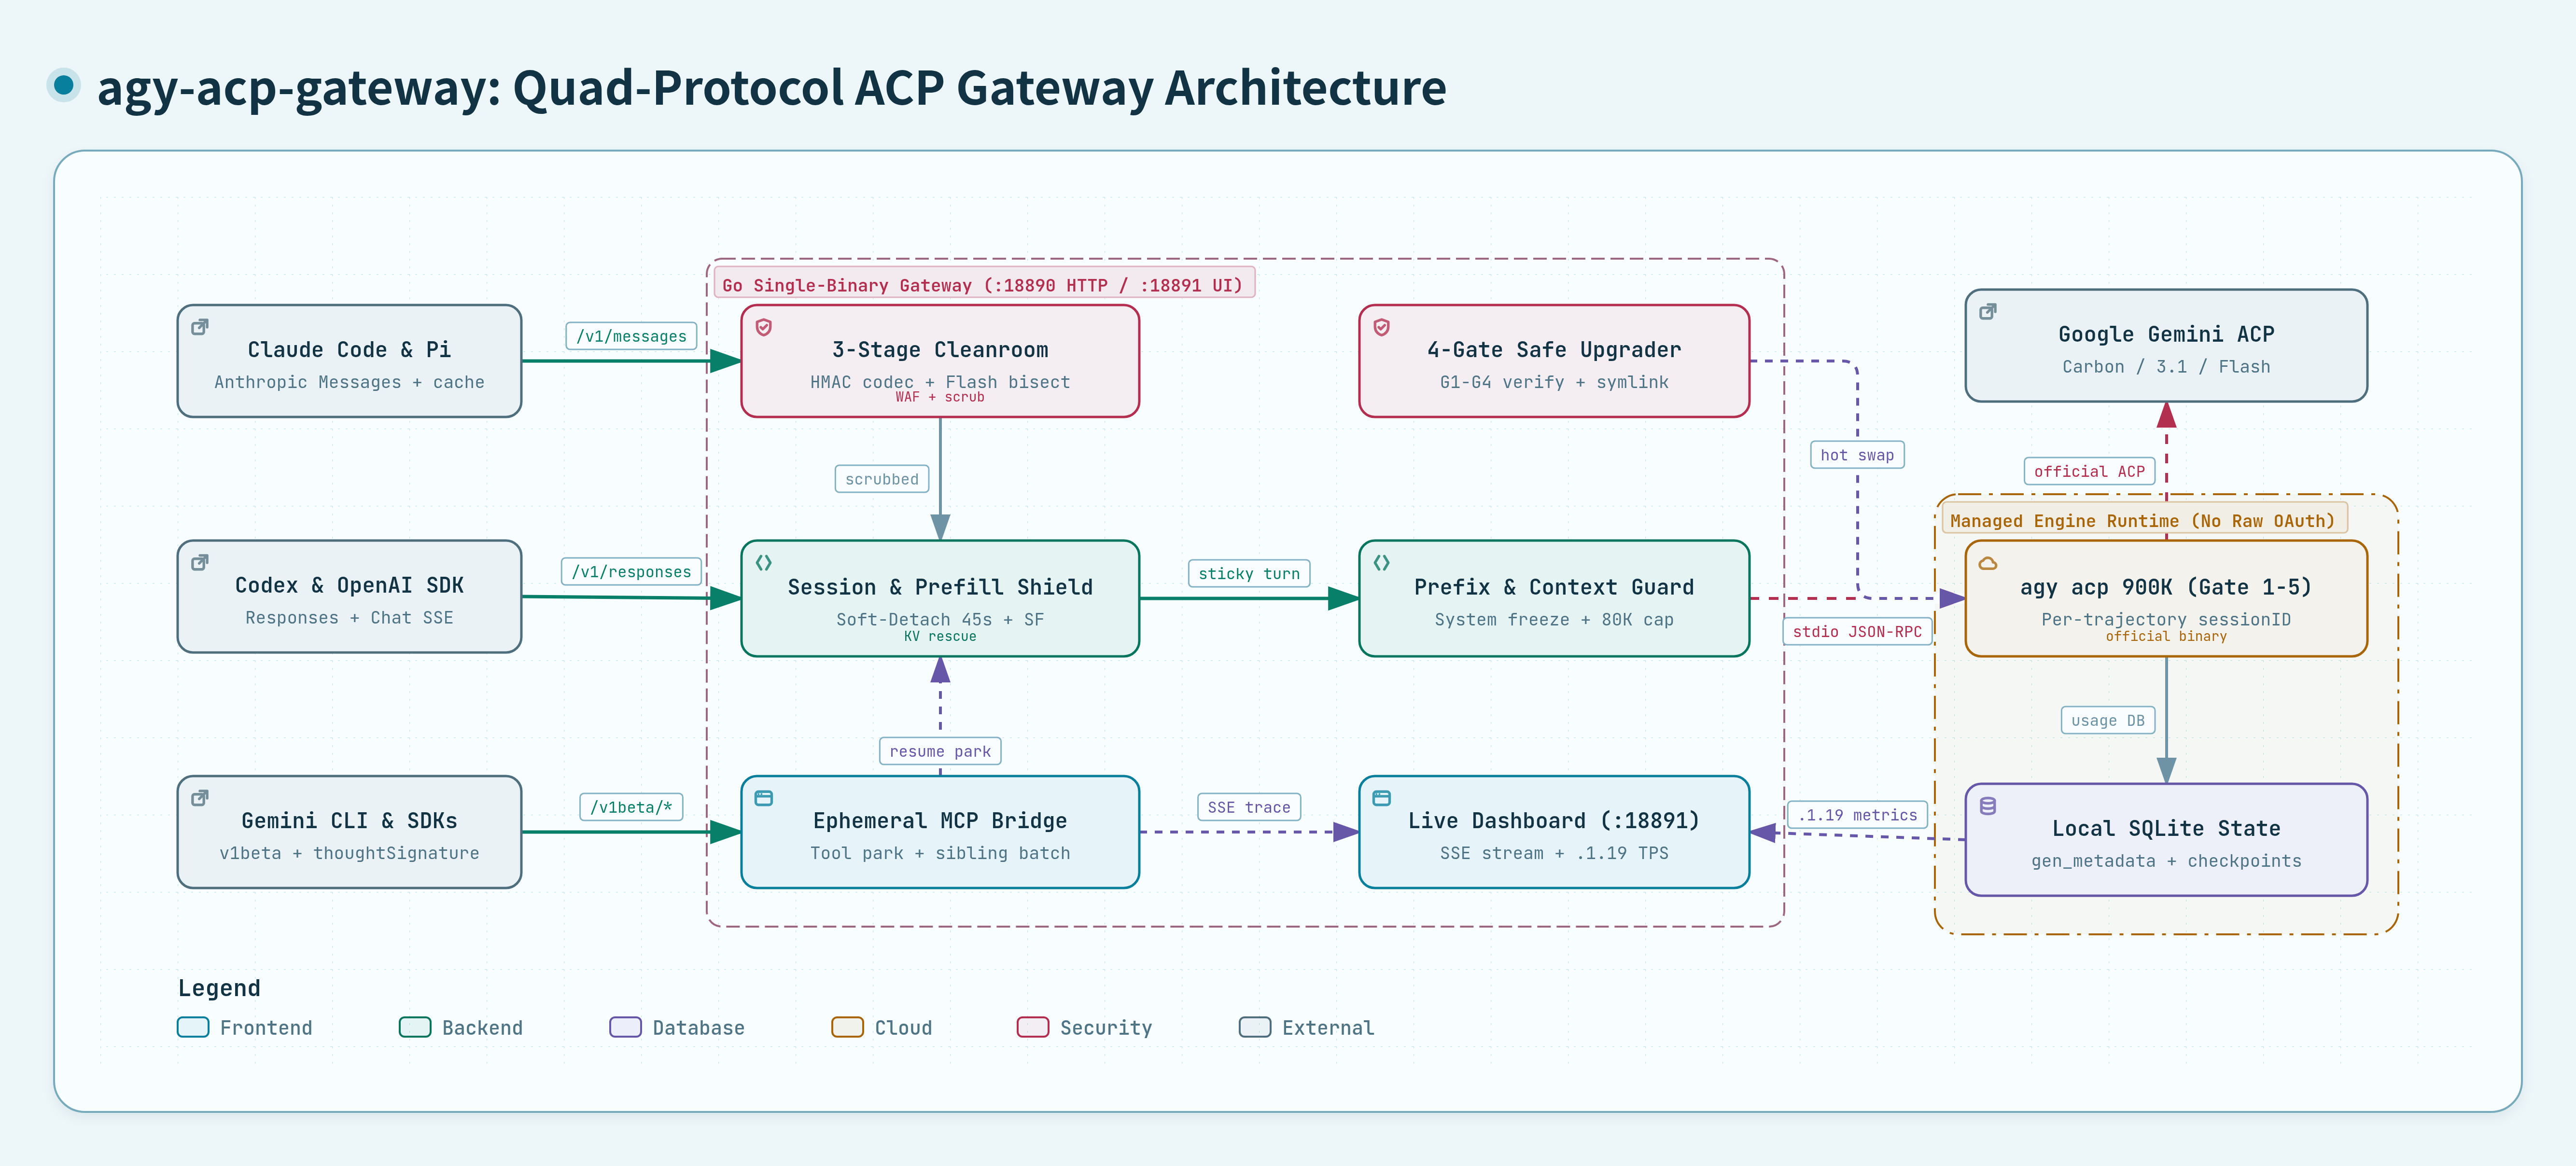 agy-acp-gateway: Quad-Protocol ACP Gateway Architecture
Go Single-Binary Gateway (:18890 HTTP / :18891 UI)
Claude Code & Pi
Anthropic Messages + cache
/v1/messages
3-Stage Cleanroom
HMAC codec + Flash bisect
WAF + scrub
4-Gate Safe Upgrader
G1-G4 verify + symlink
Google Gemini ACP
Carbon / 3.1 / Flash
hot swap
official ACP
scrubbed
Managed Engine Runtime (No Raw OAuth)
Codex & OpenAI SDK
Responses + Chat SSE
/v1/responses
Session & Prefill Shield
Soft-Detach 45s + SF
KV rescue
sticky turn
Prefix & Context Guard
System freeze + 80K cap
stdio JSON-RPC
agy acp 900K (Gate 1-5)
Per-trajectory sessionID
official binary
usage DB
resume park
Gemini CLI & SDKs
v1beta + thoughtSignature
/v1beta/*
Ephemeral MCP Bridge
Tool park + sibling batch
SSE trace
Live Dashboard (:18891)
SSE stream + .1.19 TPS
.1.19 metrics
Local SQLite State
gen_metadata + checkpoints
Legend
Frontend
Backend
Database
Cloud
Security
External